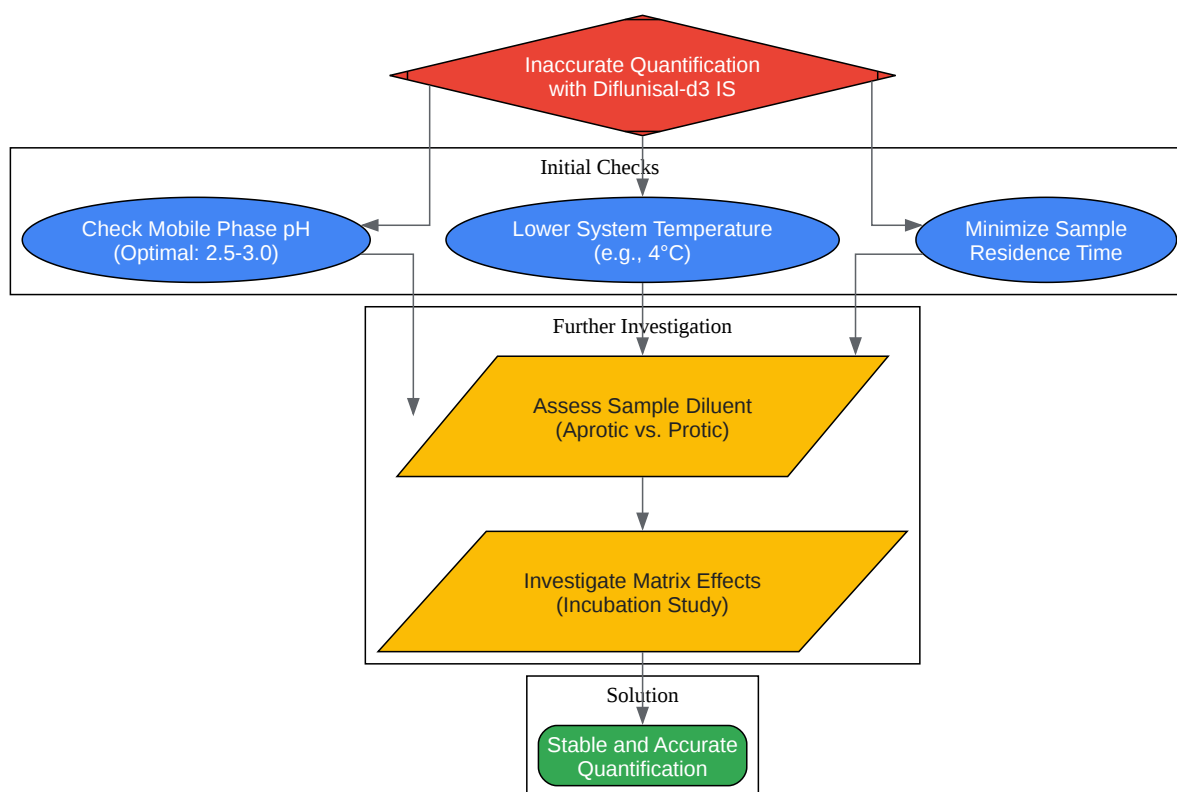 Inaccurate Quantification
with Diflunisal-d3 IS
Initial Checks
Check Mobile Phase pH
(Optimal: 2.5-3.0)
Lower System Temperature
(e.g., 4°C)
Minimize Sample
Residence Time
Further Investigation
Assess Sample Diluent
(Aprotic vs. Protic)
Investigate Matrix Effects
(Incubation Study)
Solution
Stable and Accurate
Quantification